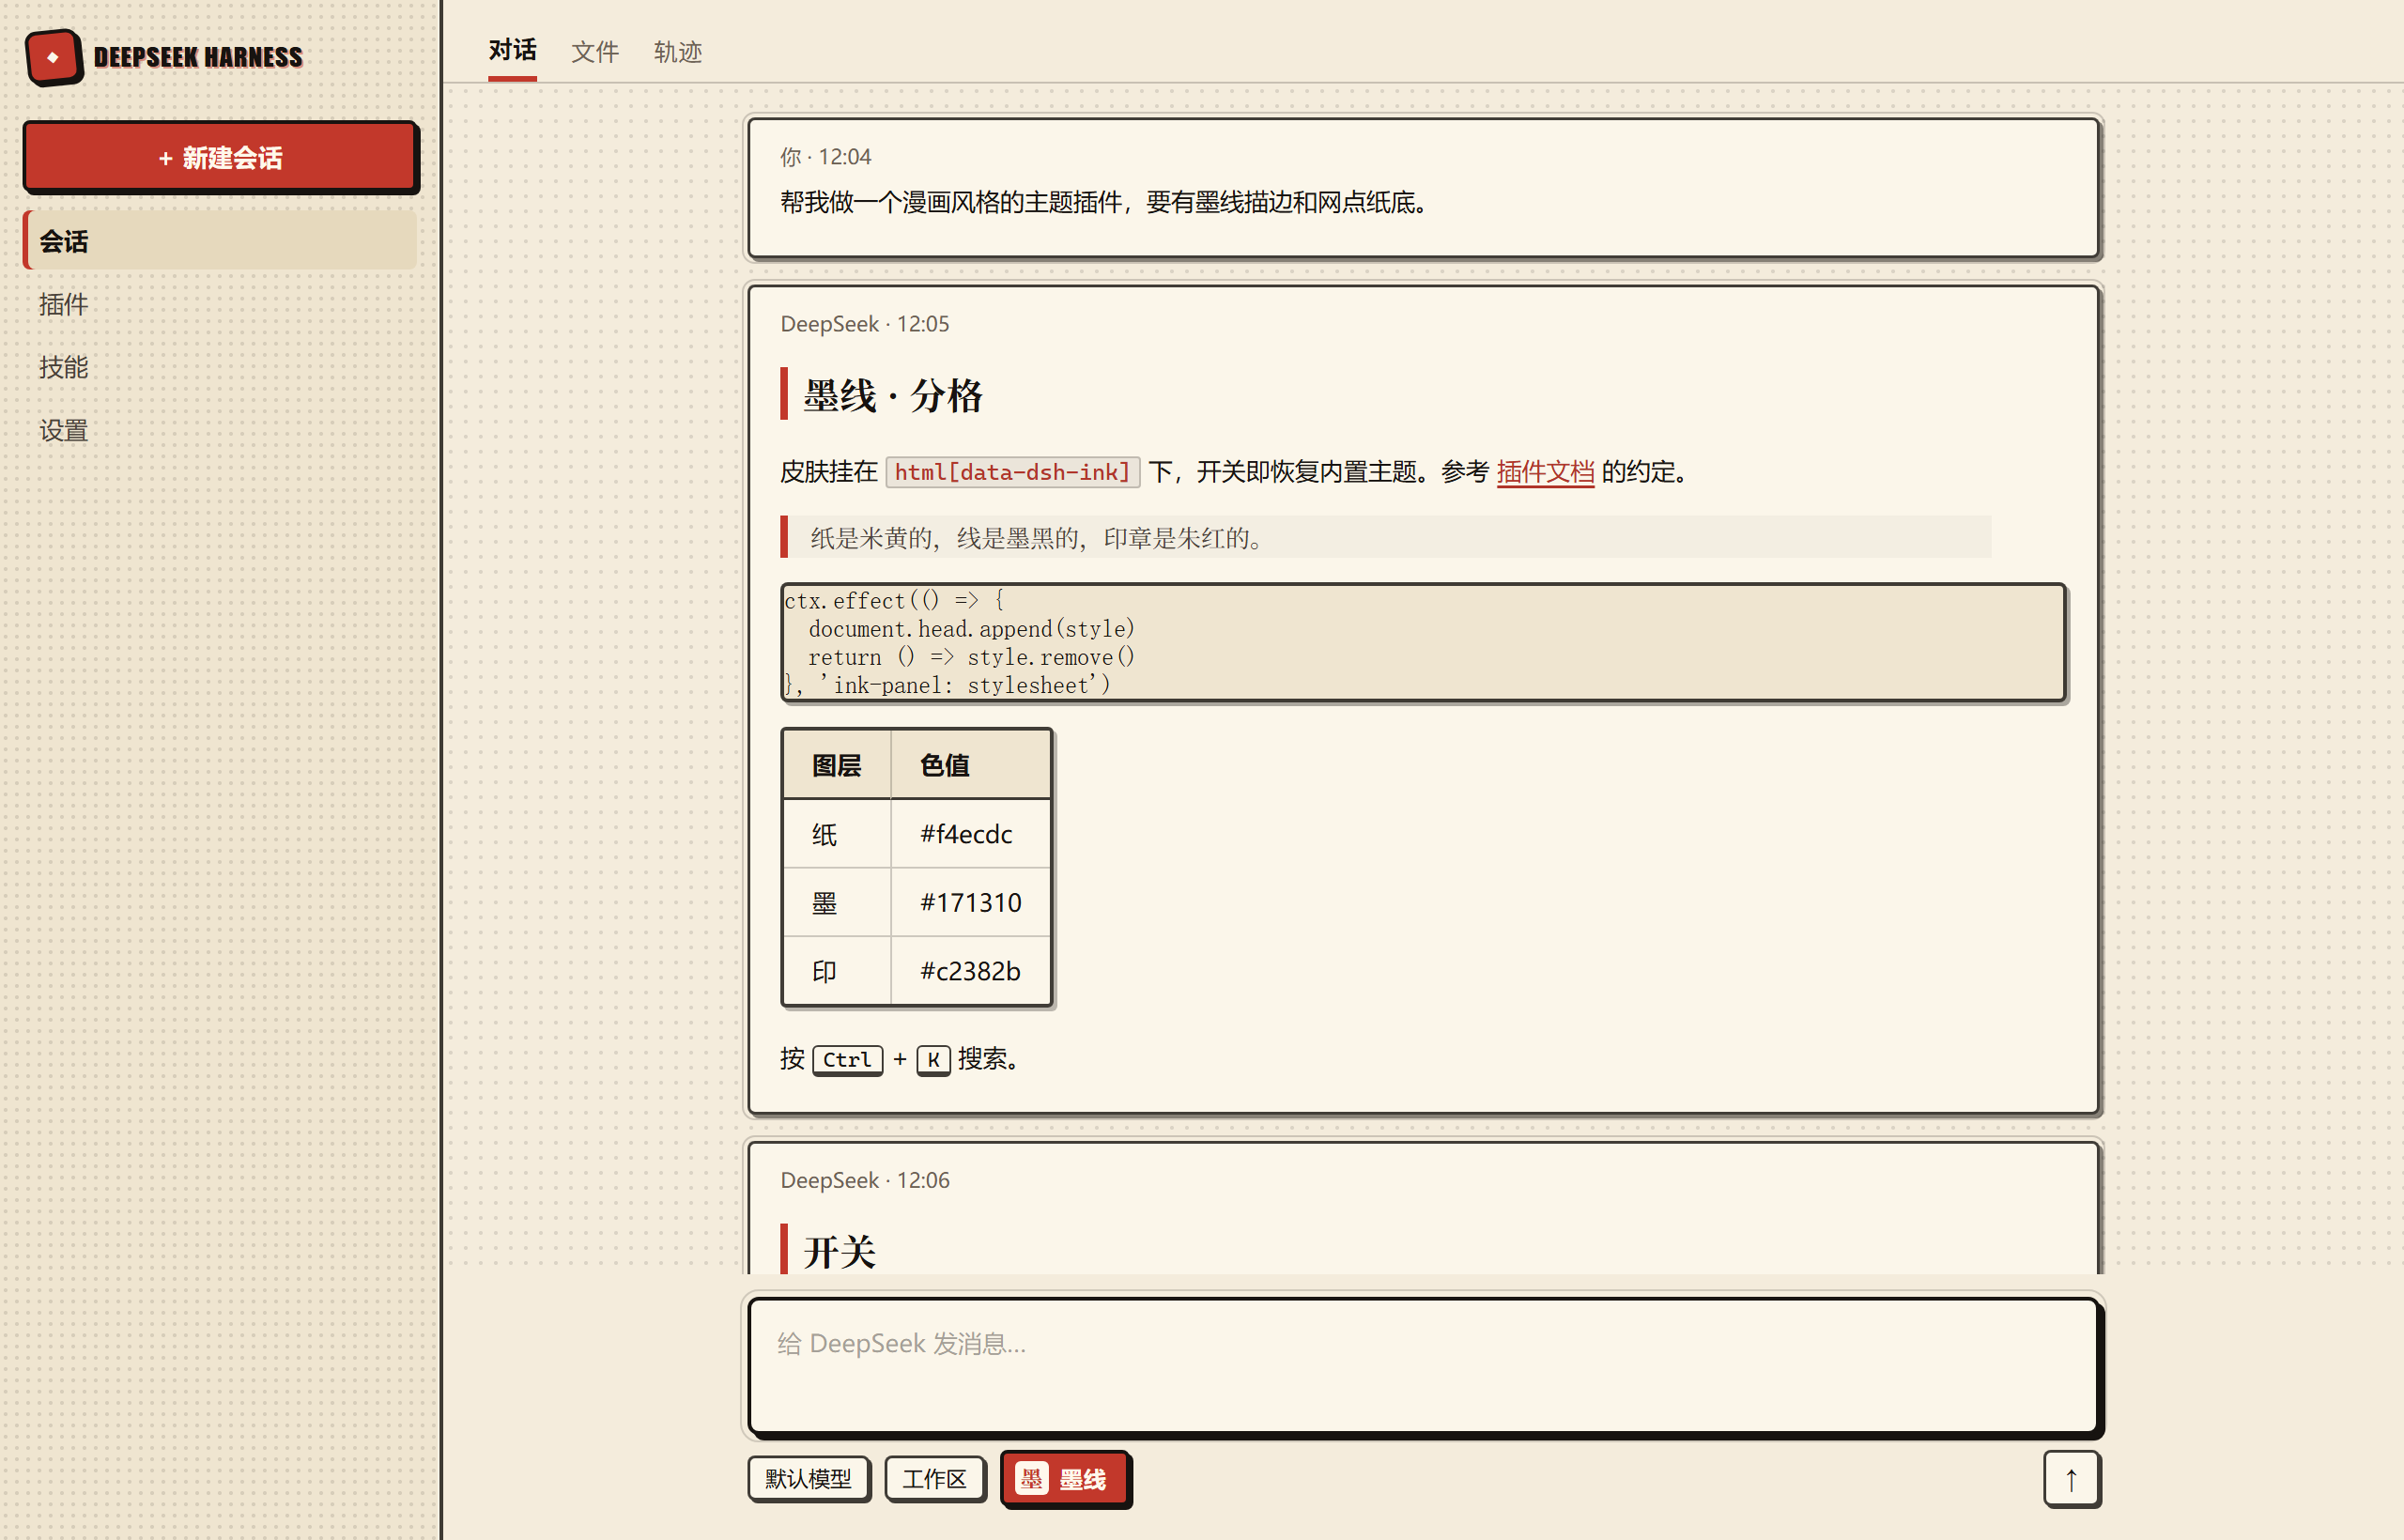 ◆ DEEPSEEK HARNESS
+ 新建会话
会话
插件
技能
设置
对话 文件 轨迹
你 · 12:04
帮我做一个漫画风格的主题插件，要有墨线描边和网点纸底。
DeepSeek · 12:05
墨线 · 分格
皮肤挂在 html[data-dsh-ink] 下，开关即恢复内置主题。参考 插件文档 的约定。
纸是米黄的，线是墨黑的，印章是朱红的。
ctx.effect(() => {
  document.head.append(style)
  return () => style.remove()
}, 'ink-panel: stylesheet')
图层 色值
纸 #f4ecdc
墨 #171310
印 #c2382b
按 Ctrl + K 搜索。
DeepSeek · 12:06
开关
给 DeepSeek 发消息…
默认模型 工作区 墨 墨线 ↑